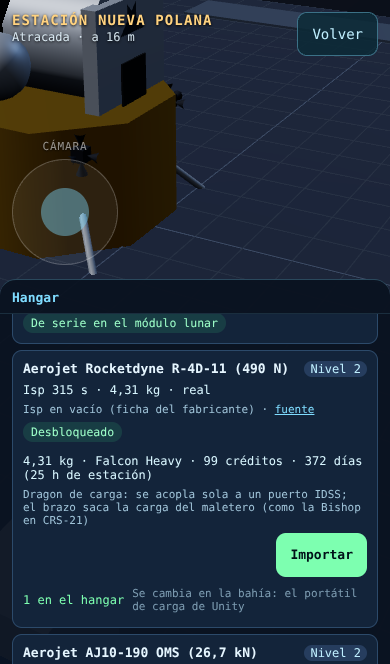 ESTACIÓN NUEVA POLANA
Atracada · a 16 m
Volver
CÁMARA
Hangar
De serie en el módulo lunar
Aerojet Rocketdyne R-4D-11 (490 N)
Nivel 2
Isp 315 s · 4,31 kg · real
Isp en vacío (ficha del fabricante) · fuente
Desbloqueado
4,31 kg · Falcon Heavy · 99 créditos · 372 días
(25 h de estación)
Dragon de carga: se acopla sola a un puerto IDSS;
el brazo saca la carga del maletero (como la Bishop
en CRS-21)
Importar
1 en el hangar
Se cambia en la bahía: el portátil
de carga de Unity
Aerojet AJ10-190 OMS (26,7 kN)
Nivel 2